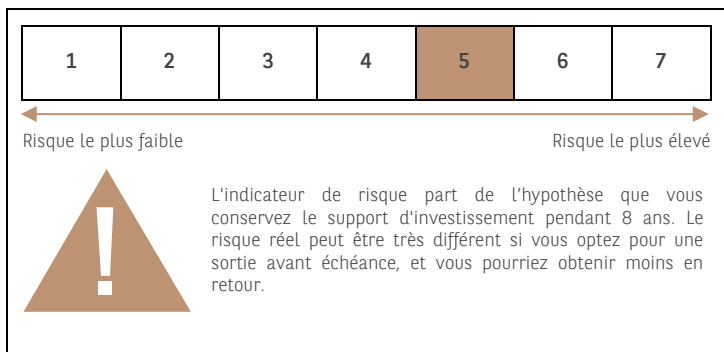 1 2 3 4 5 6 7
Risque le plus faible Risque le plus élevé
!
L'indicateur de risque part de l’hypothèse que vous
conservez le support d'investissement pendant 8 ans. Le
risque réel peut être très différent si vous optez pour une
sortie avant échéance, et vous pourriez obtenir moins en
retour.